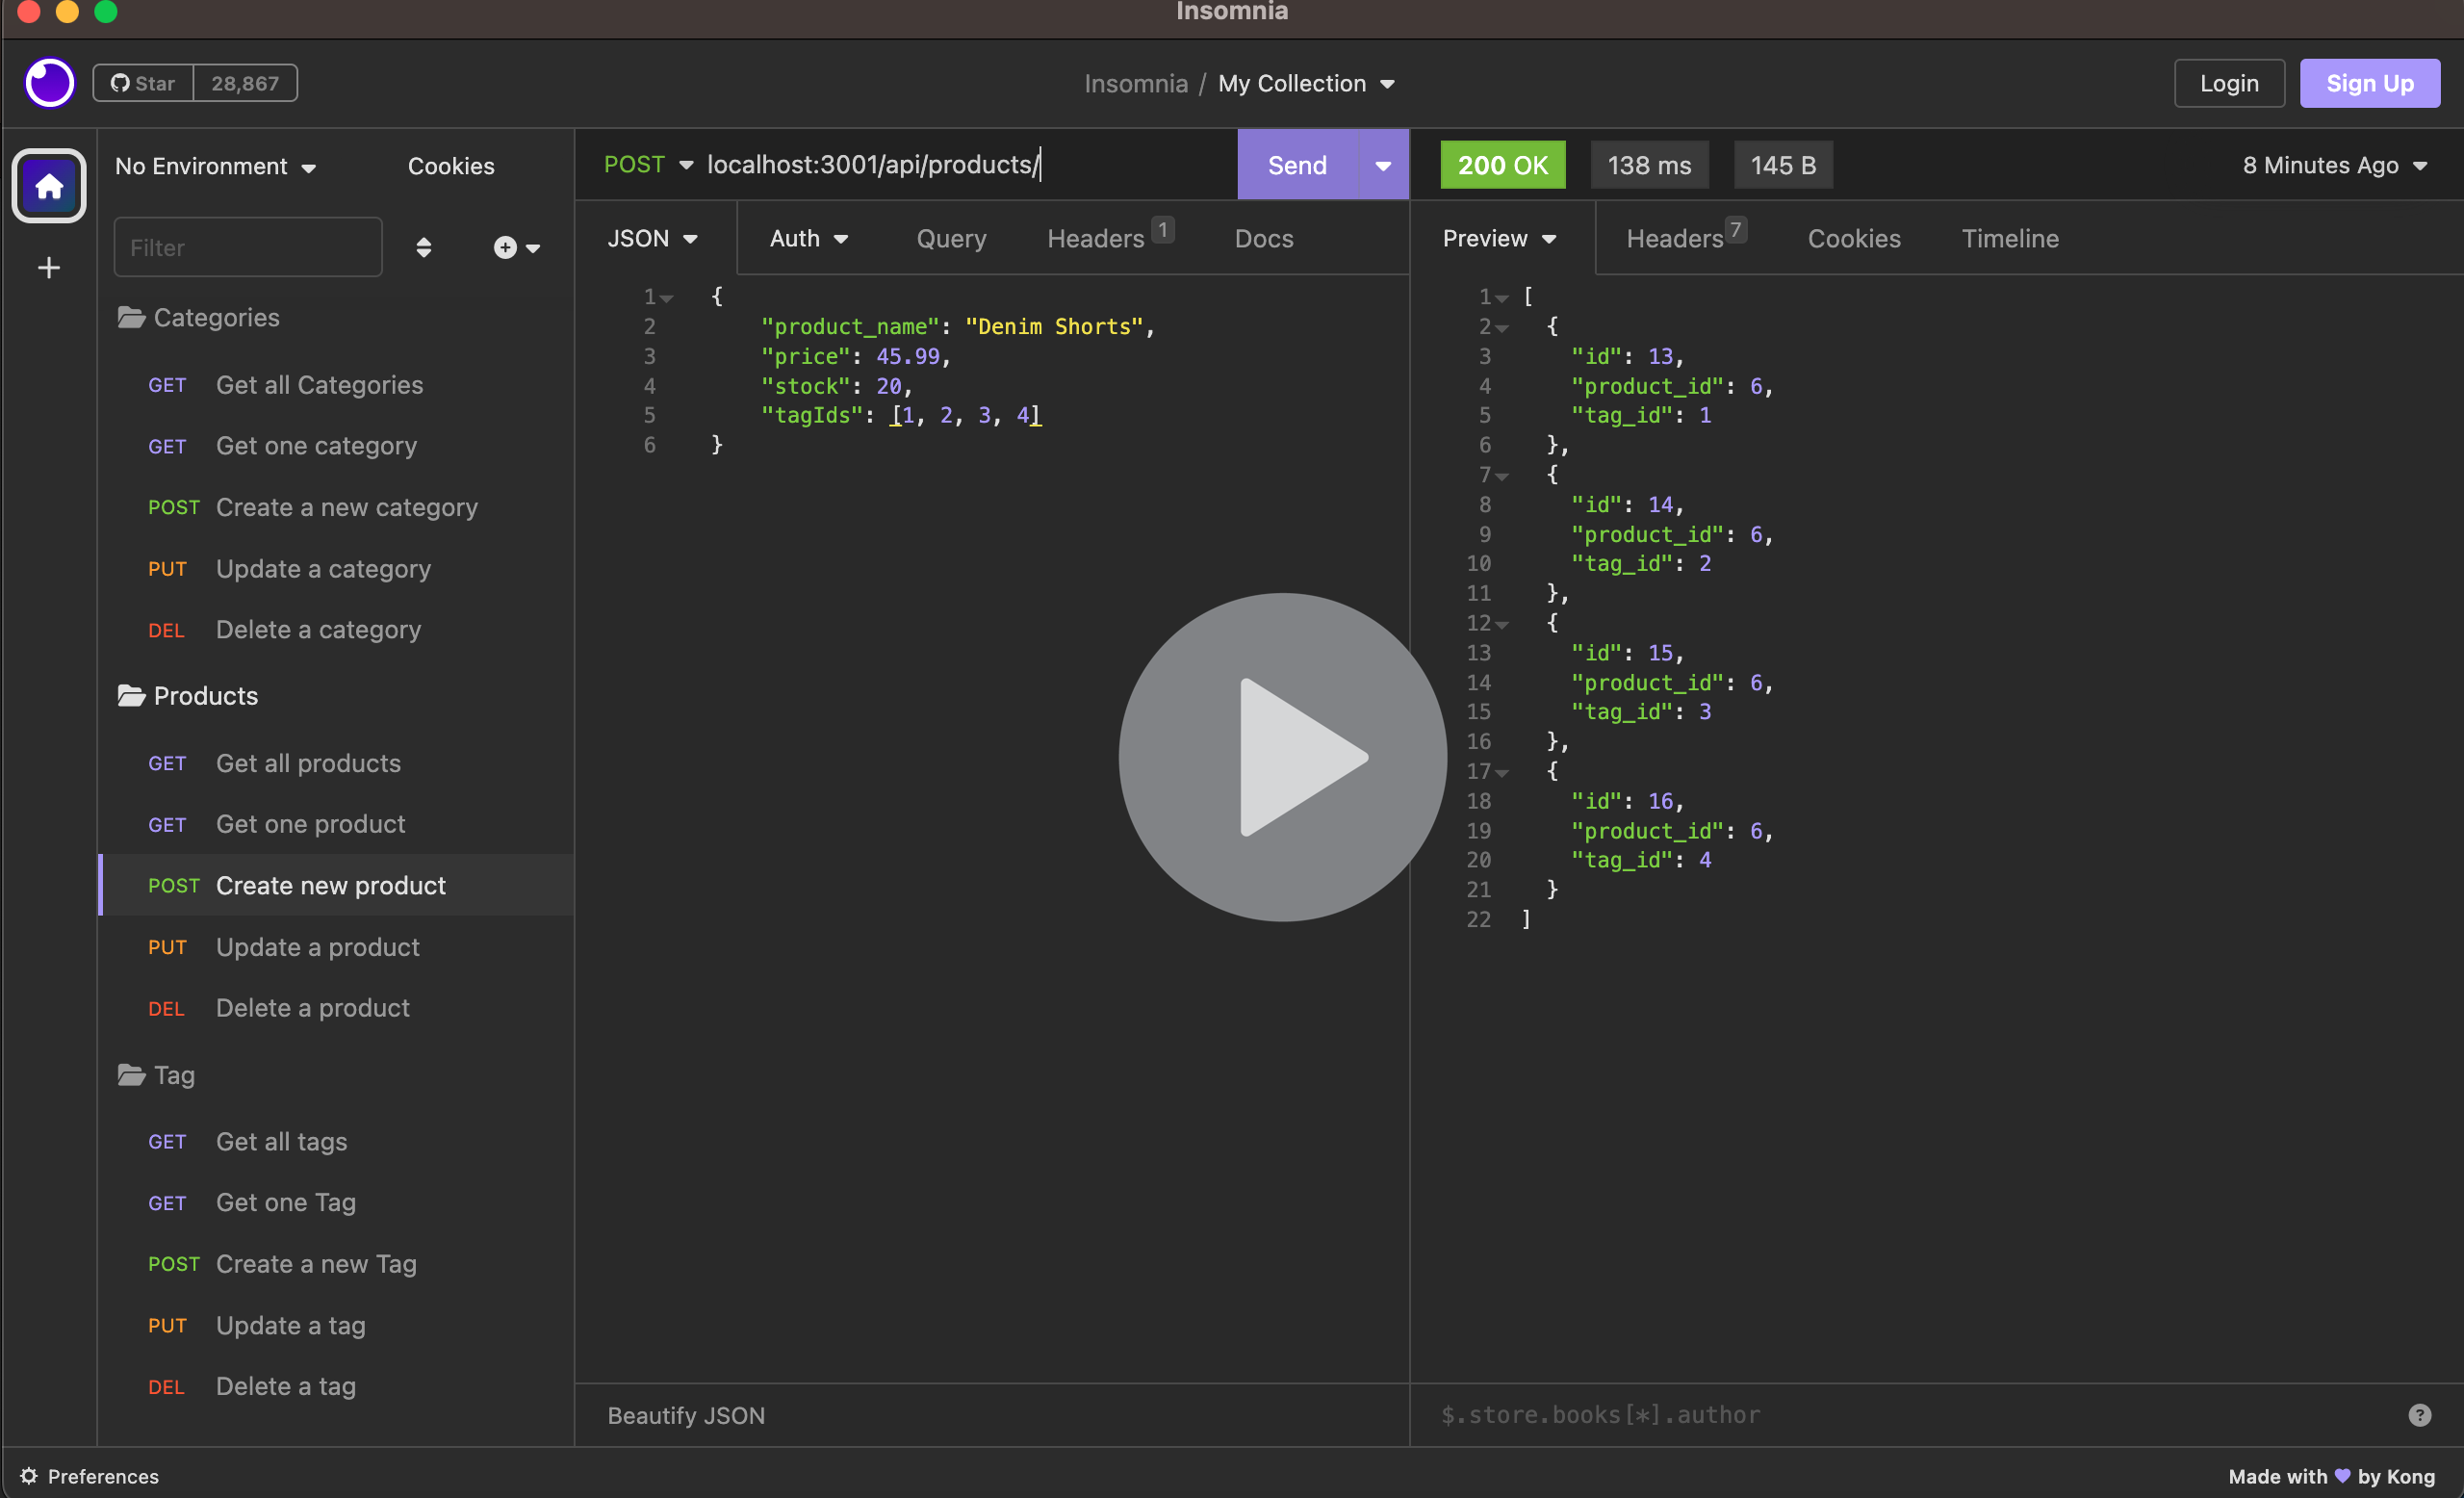 Insomnia
Star 28,867
Insomnia / My Collection
Login
Sign Up
No Environment
Cookies
Filter
Categories
GET Get all Categories
GET Get one category
POST Create a new category
PUT Update a category
DEL Delete a category
Products
GET Get all products
GET Get one product
POST Create new product
PUT Update a product
DEL Delete a product
Tag
GET Get all tags
GET Get one Tag
POST Create a new Tag
PUT Update a tag
DEL Delete a tag
POST localhost:3001/api/products/
Send
JSON Auth Query Headers 1 Docs
1 {
2 "product_name": "Denim Shorts",
3 "price": 45.99,
4 "stock": 20,
5 "tagIds": [1, 2, 3, 4]
6 }
Beautify JSON
200 OK 138 ms 145 B 8 Minutes Ago
Preview Headers 7 Cookies Timeline
1 [
2 {
3 "id": 13,
4 "product_id": 6,
5 "tag_id": 1
6 },
7 {
8 "id": 14,
9 "product_id": 6,
10 "tag_id": 2
11 },
12 {
13 "id": 15,
14 "product_id": 6,
15 "tag_id": 3
16 },
17 {
18 "id": 16,
19 "product_id": 6,
20 "tag_id": 4
21 }
22 ]
$.store.books[*].author
?
Preferences
Made with 💜 by Kong